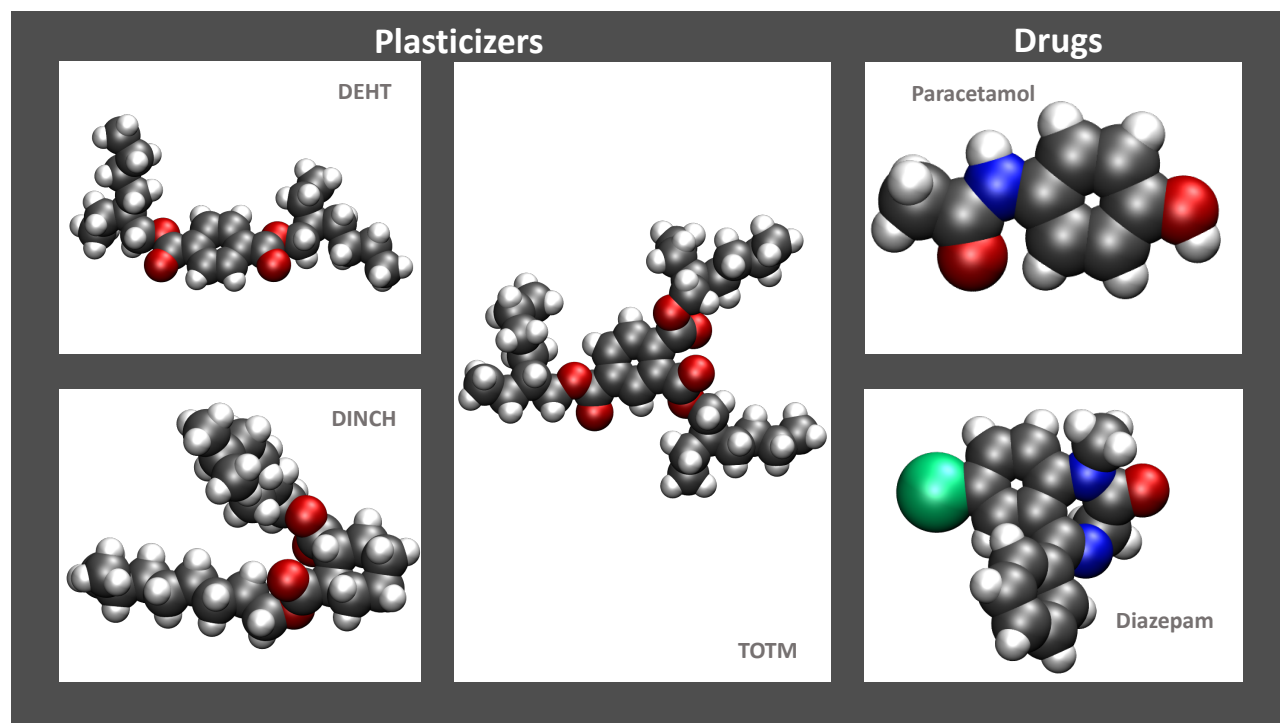 Plasticizers
Drugs
DEHT
Paracetamol
DINCH
TOTM
Diazepam